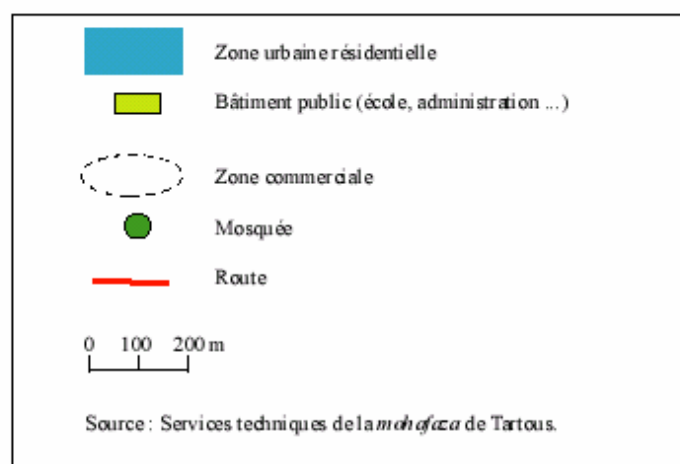 Zone urbaine résidentielle
Bâtiment public (école, administration ...)
Zone commerciale
Mosquée
Route
0 100 200 m
Source : Services techniques de la mohafaza de Tartous.